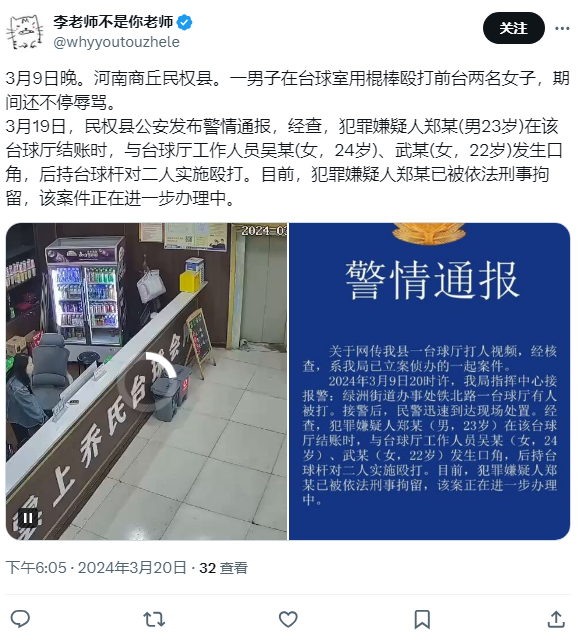 李老师不是你老师
@whyyoutouzhele
关注
3月9日晚。河南商丘民权县。一男子在台球室用棍棒殴打前台两名女子，期
间还不停辱骂。
3月19日，民权县公安发布警情通报，经查，犯罪嫌疑人郑某(男23岁)在该
台球厅结账时，与台球厅工作人员吴某(女，24岁)、武某(女，22岁)发生口
角，后持台球杆对二人实施殴打。目前，犯罪嫌疑人郑某已被依法刑事拘
留，该案件正在进一步办理中。
上乔氏台球会
警情通报
关于网传我县一台球厅打人视频，经核
查，系我局已立案侦办的一起案件。
2024年3月9日20时许，我局指挥中心接
报警：绿洲街道办事处铁北路一台球厅有人
被打。接警后，民警迅速到达现场处置。经
查，犯罪嫌疑人郑某（男，23岁）在该台球
厅结账时，与台球厅工作人员吴某（女，24
岁）、武某（女，22岁）发生口角，后持台
球杆对二人实施殴打。目前，犯罪嫌疑人郑
某已被依法刑事拘留，该案正在进一步办理
中。
下午6:05 · 2024年3月20日 · 32 查看